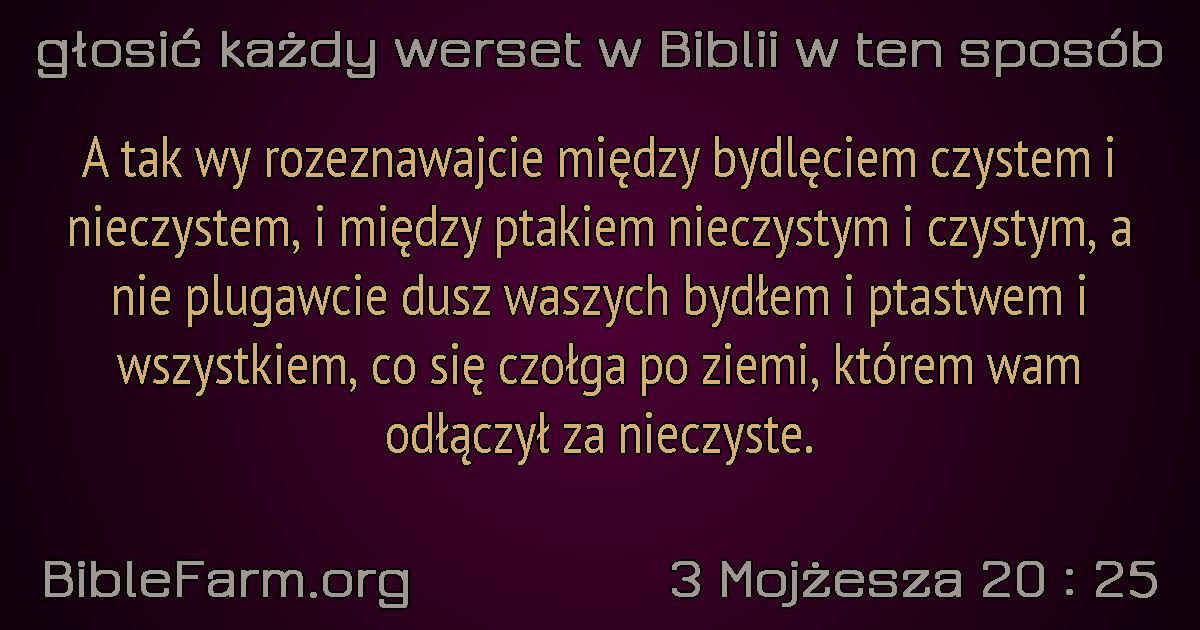 głosić każdy werset w Biblii w ten sposób
A tak wy rozeznawajcie między bydlęciem czystem i
nieczystem, i między ptakiem nieczystym i czystym, a
nie plugawcie dusz waszych bydłem i ptastwem i
wszystkiem, co się czołga po ziemi, którem wam
odłączył za nieczyste.
BibleFarm.org
3 Mojżesza 20 : 25